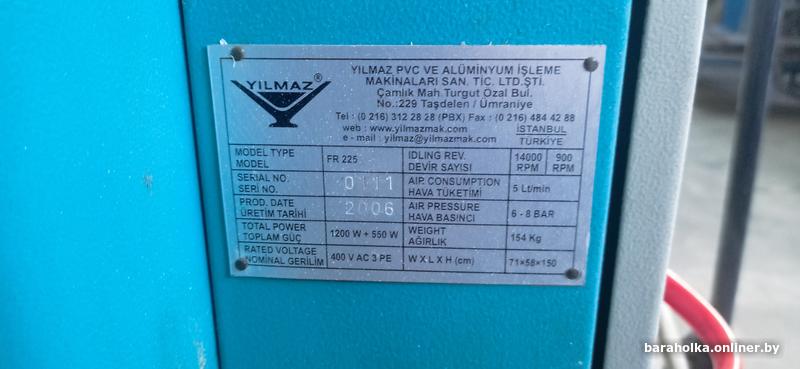 YILMAZ®
YILMAZ PVC VE ALÜMİNYUM İŞLEME
MAKİNALARI SAN. TİC. LTD.ŞTİ.
Çamlık Mah.Turgut Özal Bul.
No.:229 Taşdelen / Ümraniye
Tel : (0 216) 312 28 28 (PBX) Fax : (0 216) 484 42 88
web : www.yilmazmak.com
e - mail : yilmaz@yilmazmak.com
İSTANBUL
TÜRKİYE
MODEL TYPE
MODEL
FR 225
IDLING REV.
DEVİR SAYISI
14000
RPM
900
RPM
SERIAL NO.
SERİ NO.
0111
AIR CONSUMPTION
HAVA TÜKETİMİ
5 Lt/min
PROD. DATE
ÜRETİM TARİHİ
2006
AIR PRESSURE
HAVA BASINCI
6 - 8 BAR
TOTAL POWER
TOPLAM GÜÇ
1200 W + 550 W
WEIGHT
AĞIRLIK
154 Kg
RATED VOLTAGE
NOMİNAL GERİLİM
400 V AC 3 PE
W X L X H (cm)
71×58×150
baraholka.onliner.by